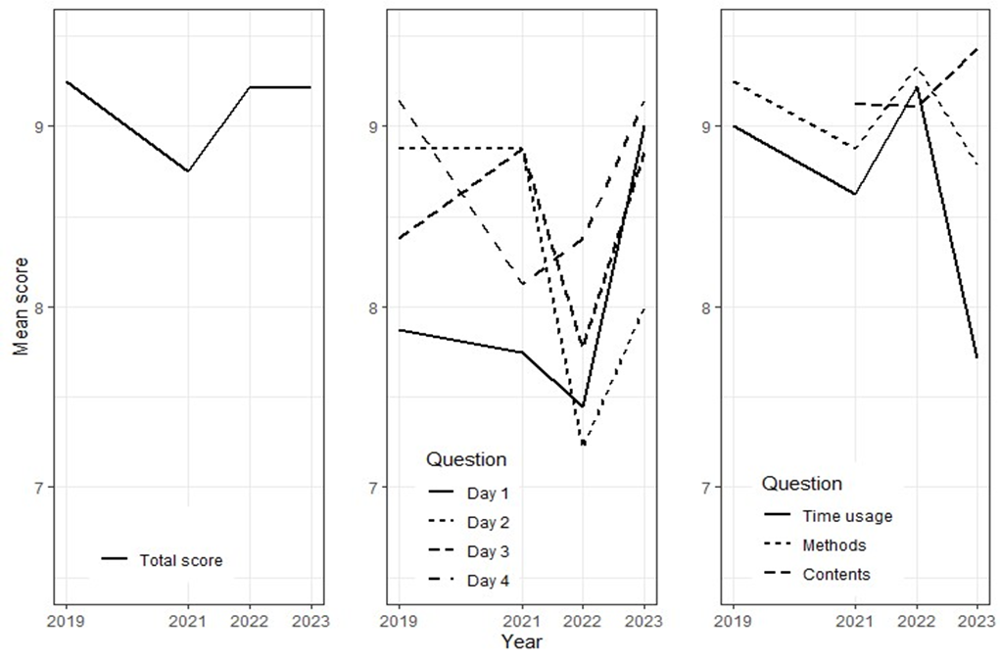 Mean score
9
8
7
2019 2021 2022 2023
Total score
9
8
7
2019 2021 2022 2023
Question
Day 1
Day 2
Day 3
Day 4
9
8
7
2019 2021 2022 2023
Question
Time usage
Methods
Contents
Year